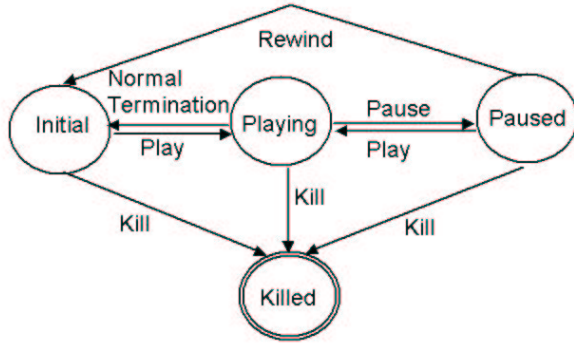 Rewind
Normal
Termination
Initial
Playing
Pause
Paused
Play
Play
Kill
Kill
Kill
Killed